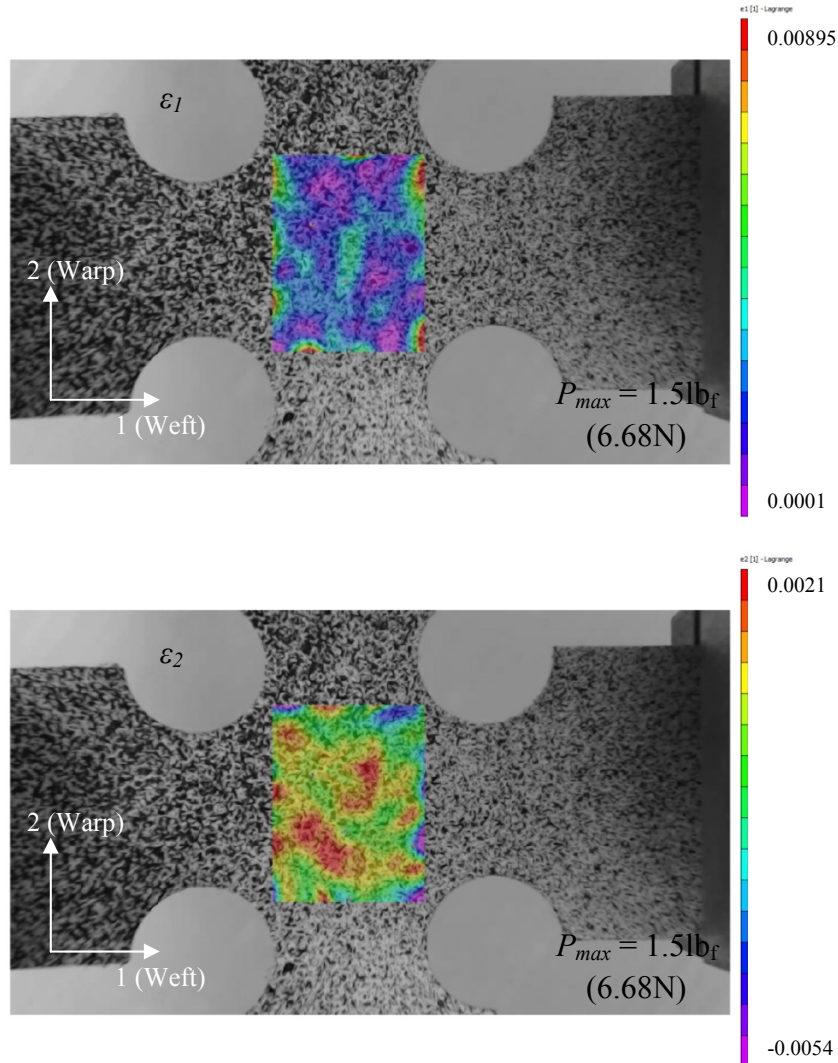 e1 [1] - Lagrange
0.00895
ε1
2 (Warp)
1 (Weft)
Pmax = 1.5lbf
(6.68N)
0.0001
e2 [1] - Lagrange
0.0021
ε2
2 (Warp)
1 (Weft)
Pmax = 1.5lbf
(6.68N)
-0.0054